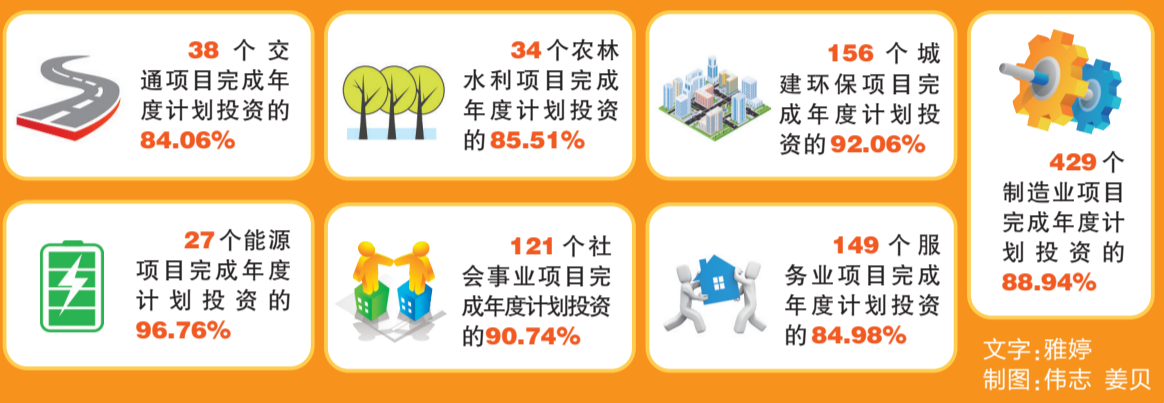 38 个 交
通项目完成年
度计划投资的
84.06%
34个农林
水利项目完成
年度计划投资
的85.51%
156 个 城
建环保项目完
成年度计划投
资的92.06%
429个
制造业项目
完成年度计
划投资的
88.94%
27个能源
项目完成年度
计划投资的
96.76%
121个社
会事业项目完
成年度计划投资
的90.74%
149 个 服
务业项目完成
年度计划投资
的84.98%
文字:雅婷
制图:伟志 姜贝